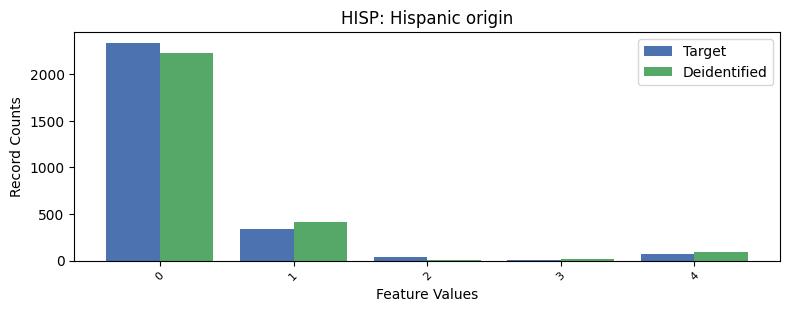 HISP: Hispanic origin
Target
Deidentified
Record Counts
2000
1500
1000
500
0
0 1 2 3 4
Feature Values